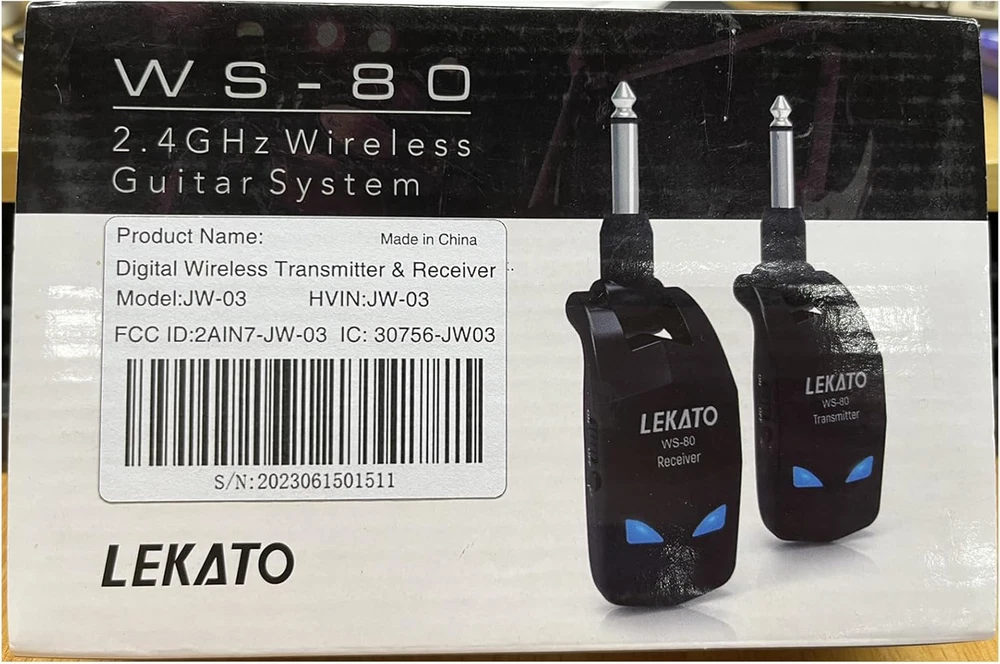 WS-80
2.4GHz Wireless
Guitar System
Product Name:
Made in China
Digital Wireless Transmitter & Receiver
Model:JW-03 HVIN:JW-03
FCC ID:2AIN7-JW-03 IC: 30756-JW03
S/N:2023061501511
LEKATO
LEKATO
WS-80
Receiver
LEKATO
WS-80
Transmitter